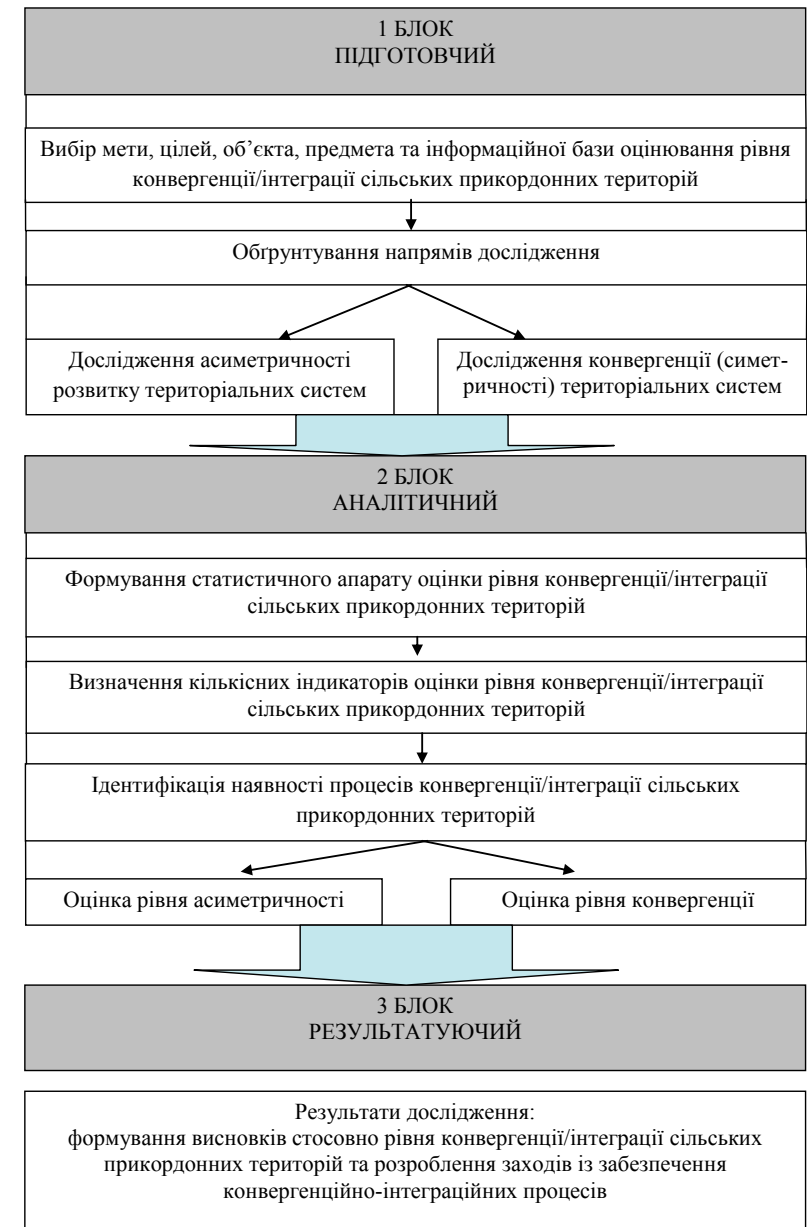 1 БЛОК
ПІДГОТОВЧИЙ
Вибір мети, цілей, об’єкта, предмета та інформаційної бази оцінювання рівня
конвергенції/інтеграції сільських прикордонних територій
Обґрунтування напрямів дослідження
Дослідження асиметричності
розвитку територіальних систем
Дослідження конвергенції (симет-
ричності) територіальних систем
2 БЛОК
АНАЛІТИЧНИЙ
Формування статистичного апарату оцінки рівня конвергенції/інтеграції
сільських прикордонних територій
Визначення кількісних індикаторів оцінки рівня конвергенції/інтеграції
сільських прикордонних територій
Ідентифікація наявності процесів конвергенції/інтеграції сільських
прикордонних територій
Оцінка рівня асиметричності
Оцінка рівня конвергенції
3 БЛОК
РЕЗУЛЬТАТУЮЧИЙ
Результати дослідження:
формування висновків стосовно рівня конвергенції/інтеграції сільських
прикордонних територій та розроблення заходів із забезпечення
конвергенційно-інтеграційних процесів